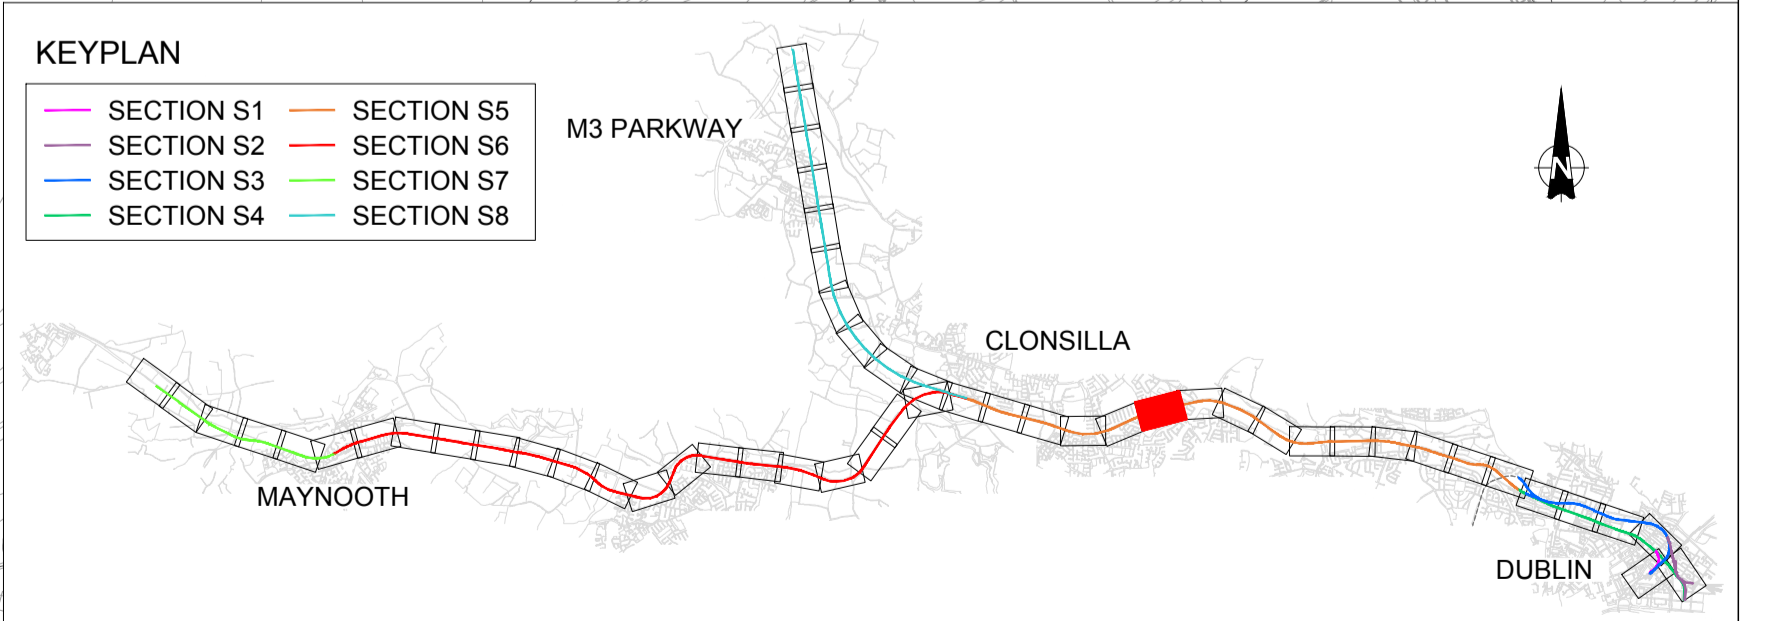 KEYPLAN
SECTION S1
SECTION S2
SECTION S3
SECTION S4
SECTION S5
SECTION S6
SECTION S7
SECTION S8
M3 PARKWAY
N
CLONSILLA
MAYNOOTH
DUBLIN